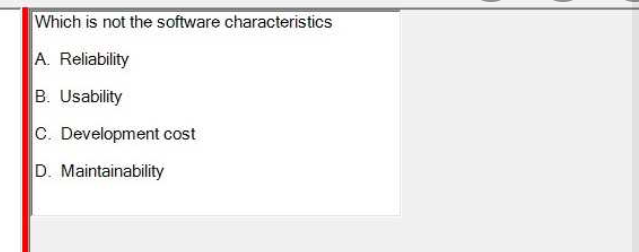 Which is not the software characteristics
A. Reliability
B. Usability
C. Development cost
D. Maintainability